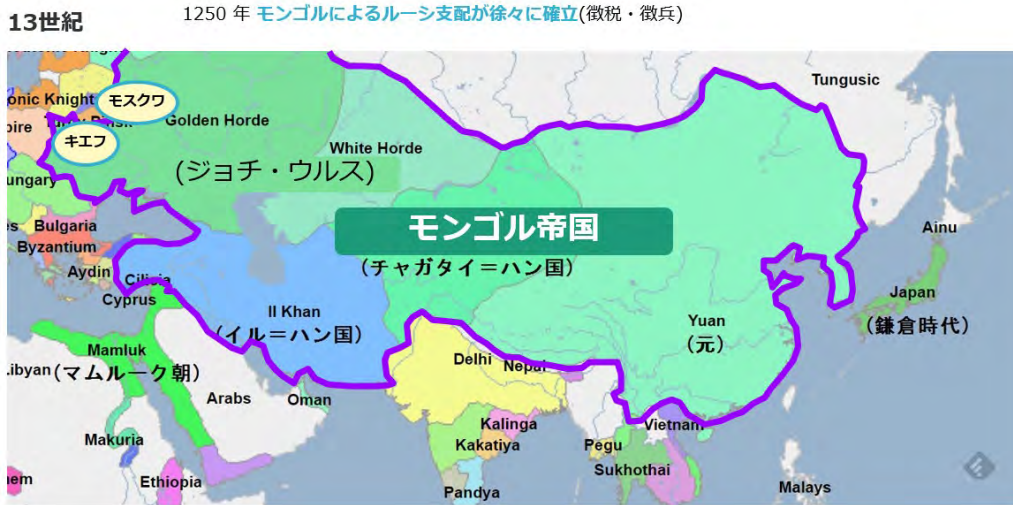 13世紀
1250 年 モンゴルによるルーシ支配が徐々に確立(徴税・徴兵)
Tungusic
onic Knight
モスクワ
Golden Horde
キエフ
White Horde
(ジョチ・ウルス)
ungary
モンゴル帝国
Bulgaria
Ainu
Byzantium
(チャガタイ=ハン国)
Aydin
Cilicia
Cyprus
Japan
Il Khan
Yuan
(鎌倉時代)
(イル=ハン国)
(元)
Mamluk
Delhi
Nepal
ibyan
(マムルーク朝)
Arabs
Oman
Kalinga
Vietnam
Makuria
Kakatiya
Pegu
Sukhothai
Ethiopia
Pandya
Malays